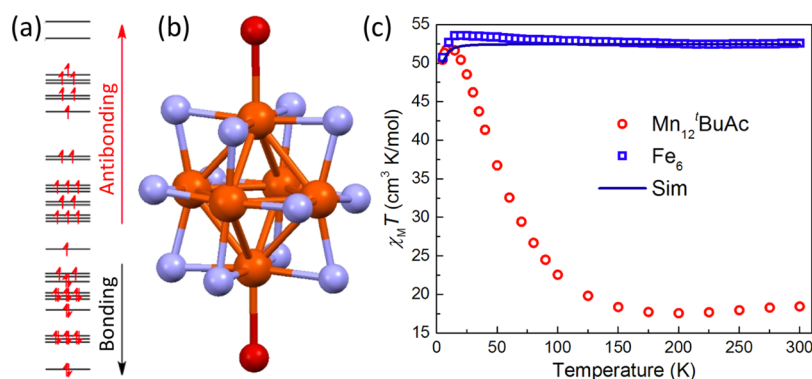 (a)
Antibonding
Bonding
(b)
(c)
χ_M T (cm³ K/mol)
55
50
45
40
35
30
25
20
15
Mn₁₂ᵗBuAc
Fe₆
Sim
0 50 100 150 200 250 300
Temperature (K)